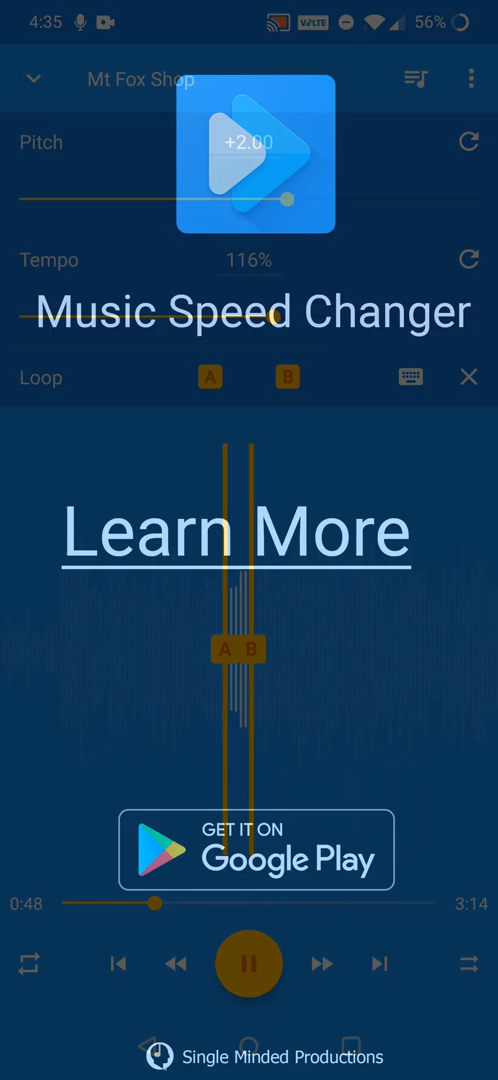 4:35
VoLTE
56%
Mt Fox Shop
Pitch
+2.00
Tempo
116%
Music Speed Changer
Loop
A
B
Learn More
A B
GET IT ON
Google Play
0:48
3:14
Single Minded Productions